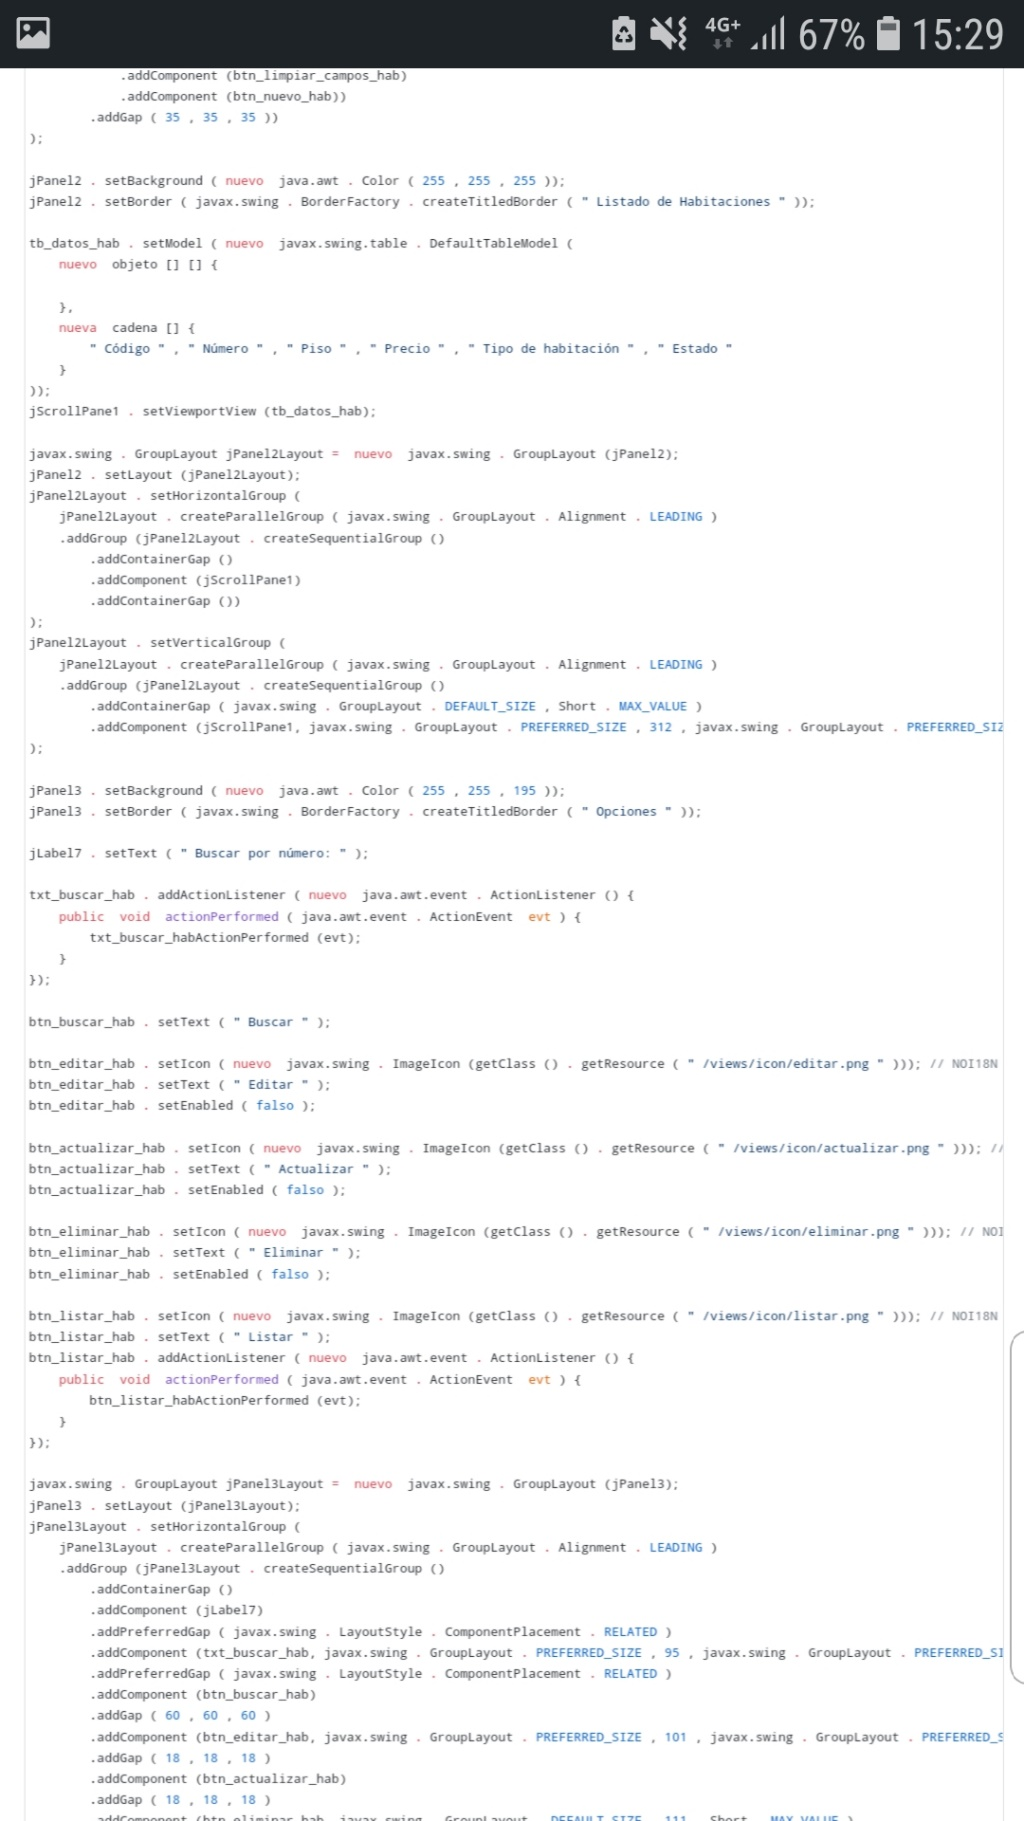 4G+ 67% 15:29
.addComponent (btn_limpiar_campos_hab)
.addComponent (btn_nuevo_hab))
.addGap ( 35 , 35 , 35 ))
);
jPanel2 . setBackground ( nuevo java.awt . Color ( 255 , 255 , 255 ));
jPanel2 . setBorder ( javax.swing . BorderFactory . createTitledBorder ( " Listado de Habitaciones " ));
tb_datos_hab . setModel ( nuevo javax.swing.table . DefaultTableModel (
nuevo objeto [] [] {
},
nueva cadena [] {
" Código " , " Número " , " Piso " , " Precio " , " Tipo de habitación " , " Estado "
}
));
jScrollPane1 . setViewportView (tb_datos_hab);
javax.swing . GroupLayout jPanel2Layout = nuevo javax.swing . GroupLayout (jPanel2);
jPanel2 . setLayout (jPanel2Layout);
jPanel2Layout . setHorizontalGroup (
jPanel2Layout . createParallelGroup ( javax.swing . GroupLayout . Alignment . LEADING )
.addGroup (jPanel2Layout . createSequentialGroup ()
.addContainerGap ()
.addComponent (jScrollPane1)
.addContainerGap ())
);
jPanel2Layout . setVerticalGroup (
jPanel2Layout . createParallelGroup ( javax.swing . GroupLayout . Alignment . LEADING )
.addGroup (jPanel2Layout . createSequentialGroup ()
.addContainerGap ( javax.swing . GroupLayout . DEFAULT_SIZE , Short . MAX_VALUE )
.addComponent (jScrollPane1, javax.swing . GroupLayout . PREFERRED_SIZE , 312 , javax.swing . GroupLayout . PREFERRED_SIZ
);
jPanel3 . setBackground ( nuevo java.awt . Color ( 255 , 255 , 195 ));
jPanel3 . setBorder ( javax.swing . BorderFactory . createTitledBorder ( " Opciones " ));
jLabel7 . setText ( " Buscar por número: " );
txt_buscar_hab . addActionListener ( nuevo java.awt.event . ActionListener () {
public void actionPerformed ( java.awt.event . ActionEvent evt ) {
txt_buscar_habActionPerformed (evt);
}
});
btn_buscar_hab . setText ( " Buscar " );
btn_editar_hab . setIcon ( nuevo javax.swing . ImageIcon (getClass () . getResource ( " /views/icon/editar.png " ))); // NOI18N
btn_editar_hab . setText ( " Editar " );
btn_editar_hab . setEnabled ( falso );
btn_actualizar_hab . setIcon ( nuevo javax.swing . ImageIcon (getClass () . getResource ( " /views/icon/actualizar.png " ))); //
btn_actualizar_hab . setText ( " Actualizar " );
btn_actualizar_hab . setEnabled ( falso );
btn_eliminar_hab . setIcon ( nuevo javax.swing . ImageIcon (getClass () . getResource ( " /views/icon/eliminar.png " ))); // NOI
btn_eliminar_hab . setText ( " Eliminar " );
btn_eliminar_hab . setEnabled ( falso );
btn_listar_hab . setIcon ( nuevo javax.swing . ImageIcon (getClass () . getResource ( " /views/icon/listar.png " ))); // NOI18N
btn_listar_hab . setText ( " Listar " );
btn_listar_hab . addActionListener ( nuevo java.awt.event . ActionListener () {
public void actionPerformed ( java.awt.event . ActionEvent evt ) {
btn_listar_habActionPerformed (evt);
}
});
javax.swing . GroupLayout jPanel3Layout = nuevo javax.swing . GroupLayout (jPanel3);
jPanel3 . setLayout (jPanel3Layout);
jPanel3Layout . setHorizontalGroup (
jPanel3Layout . createParallelGroup ( javax.swing . GroupLayout . Alignment . LEADING )
.addGroup (jPanel3Layout . createSequentialGroup ()
.addContainerGap ()
.addComponent (jLabel7)
.addPreferredGap ( javax.swing . LayoutStyle . ComponentPlacement . RELATED )
.addComponent (txt_buscar_hab, javax.swing . GroupLayout . PREFERRED_SIZE , 95 , javax.swing . GroupLayout . PREFERRED_SI
.addPreferredGap ( javax.swing . LayoutStyle . ComponentPlacement . RELATED )
.addComponent (btn_buscar_hab)
.addGap ( 60 , 60 , 60 )
.addComponent (btn_editar_hab, javax.swing . GroupLayout . PREFERRED_SIZE , 101 , javax.swing . GroupLayout . PREFERRED_S
.addGap ( 18 , 18 , 18 )
.addComponent (btn_actualizar_hab)
.addGap ( 18 , 18 , 18 )
.addComponent (btn_eliminar_hab, javax.swing . GroupLayout . DEFAULT_SIZE , 111 , Short . MAX_VALUE )